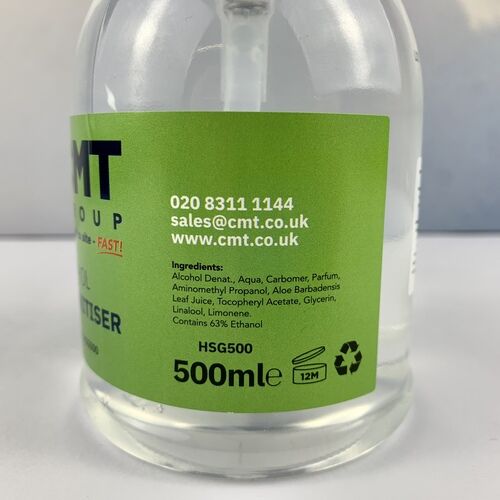 MT
OUP
site - FAST!
OL
TISER
020 8311 1144
sales@cmt.co.uk
www.cmt.co.uk
Ingredients:
Alcohol Denat., Aqua, Carbomer, Parfum,
Aminomethyl Propanol, Aloe Barbadensis
Leaf Juice, Tocopheryl Acetate, Glycerin,
Linalool, Limonene.
Contains 63% Ethanol
HSG500
500ml℮
12M